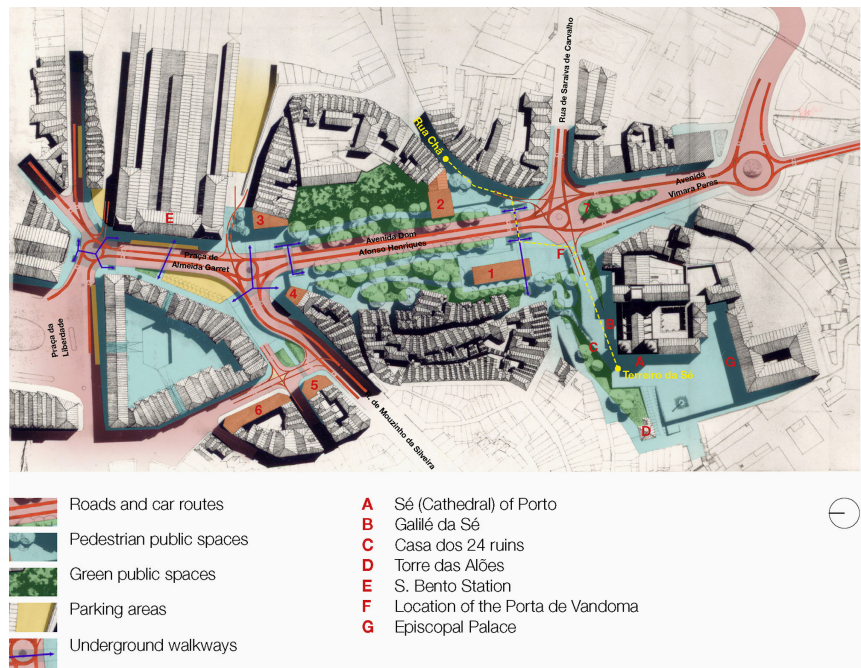 Rua de Saraiva de Carvalho
Rua Chã
Avenida
Vimara Peres
2
7
3
E
Avenida Dom
Afonso Henriques
Praça de
Almeida Garret
F
1
4
Praça da
Liberdade
B
C
A
G
Terreiro da Sé
5
6
D
R. de Mouzinho da Silveira
Roads and car routes
Pedestrian public spaces
Green public spaces
Parking areas
Underground walkways
A Sé (Cathedral) of Porto
B Galilé da Sé
C Casa dos 24 ruins
D Torre das Alões
E S. Bento Station
F Location of the Porta de Vandoma
G Episcopal Palace